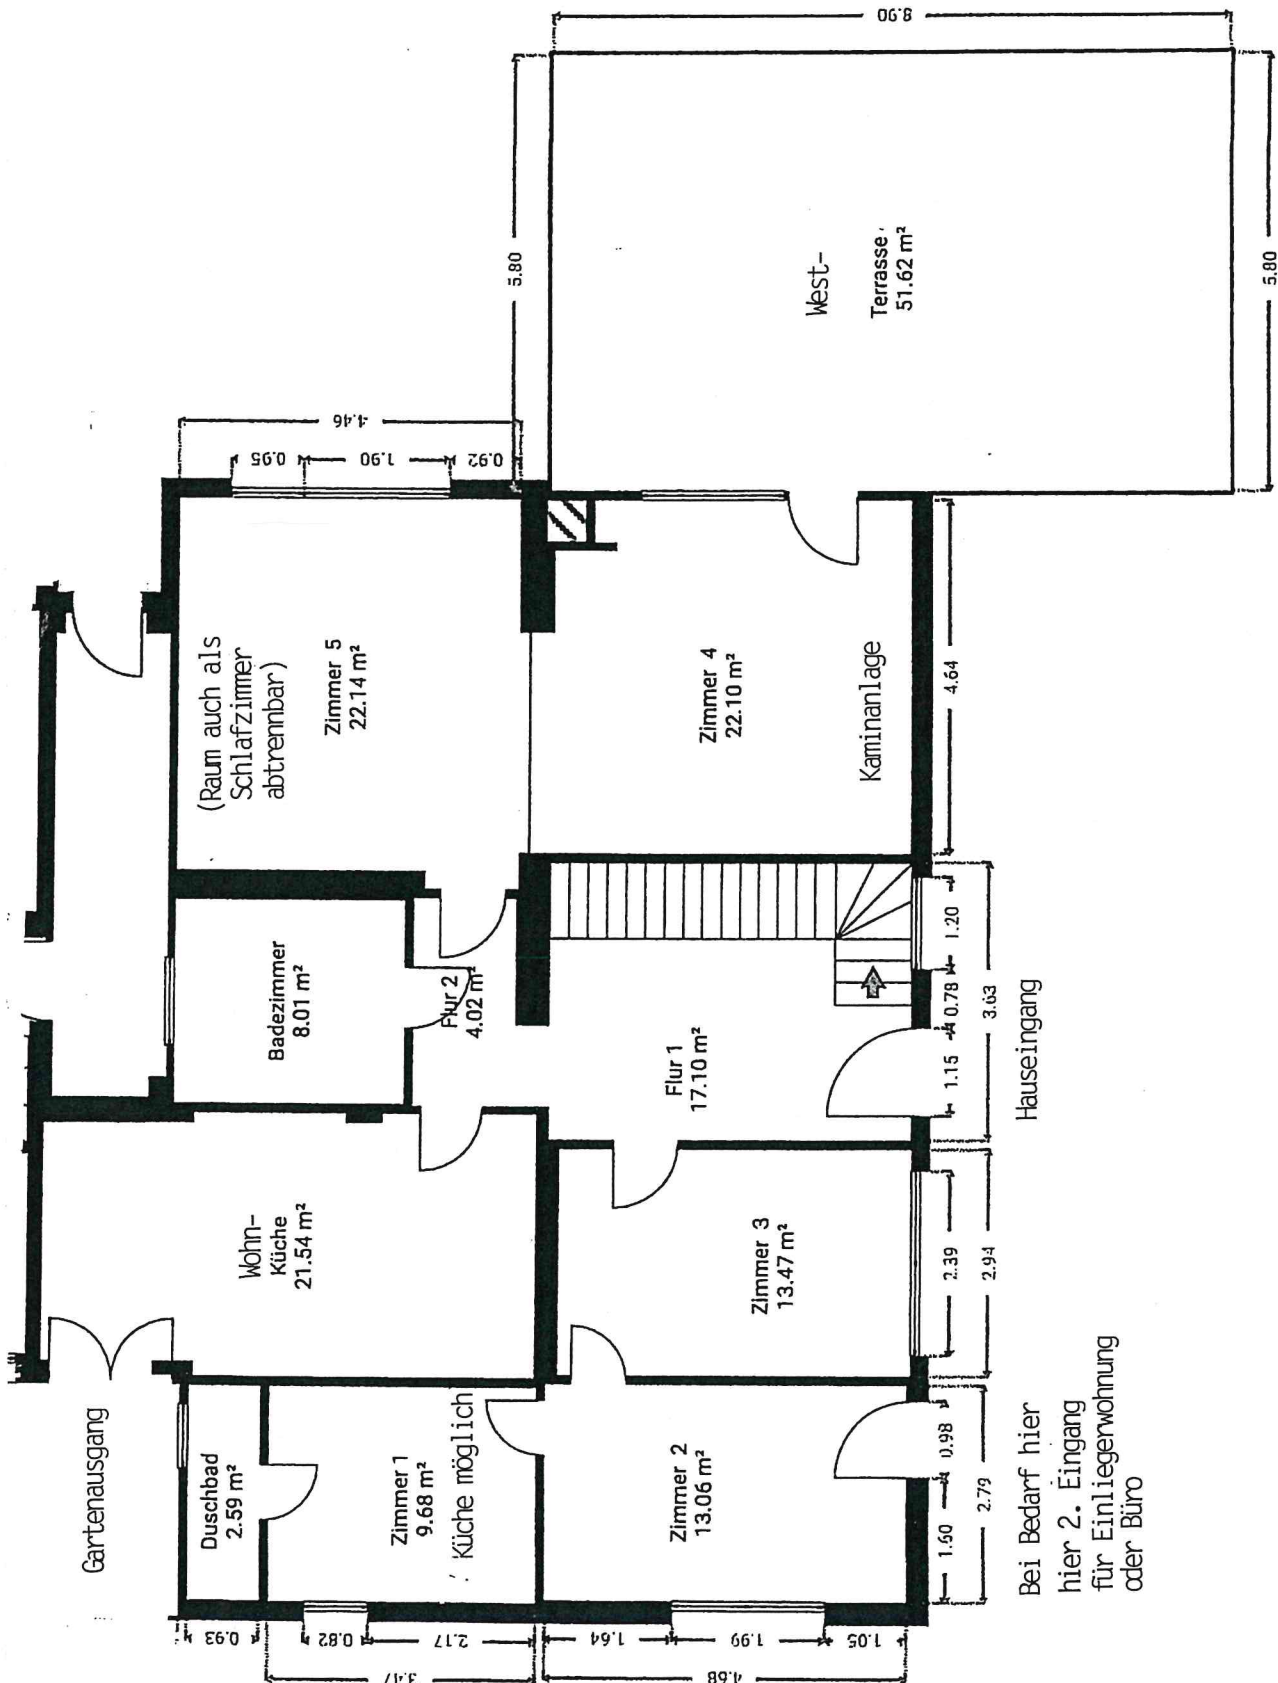 Gartenausgang
Duschbad
2.59 m²
Zimmer 1
9.68 m²
Küche möglich
Zimmer 2
13.06 m²
Bei Bedarf hier
hier 2. Eingang
für Einliegerwohnung
oder Büro
Wohn-
Küche
21.54 m²
Zimmer 3
13.47 m²
Badezimmer
8.01 m²
Flur 2
4.02 m²
Flur 1
17.10 m²
Hauseingang
(Raum auch als
Schlafzimmer
abtrennbar)
Zimmer 5
22.14 m²
Zimmer 4
22.10 m²
Kaminanlage
West-
Terrasse
51.62 m²
0.93
0.82
2.17
3.47
1.64
1.99
1.05
4.68
1.60
0.98
2.79
2.39
2.94
1.15
0.78
1.20
3.63
4.64
0.95
1.90
0.92
4.46
5.80
8.90
5.80